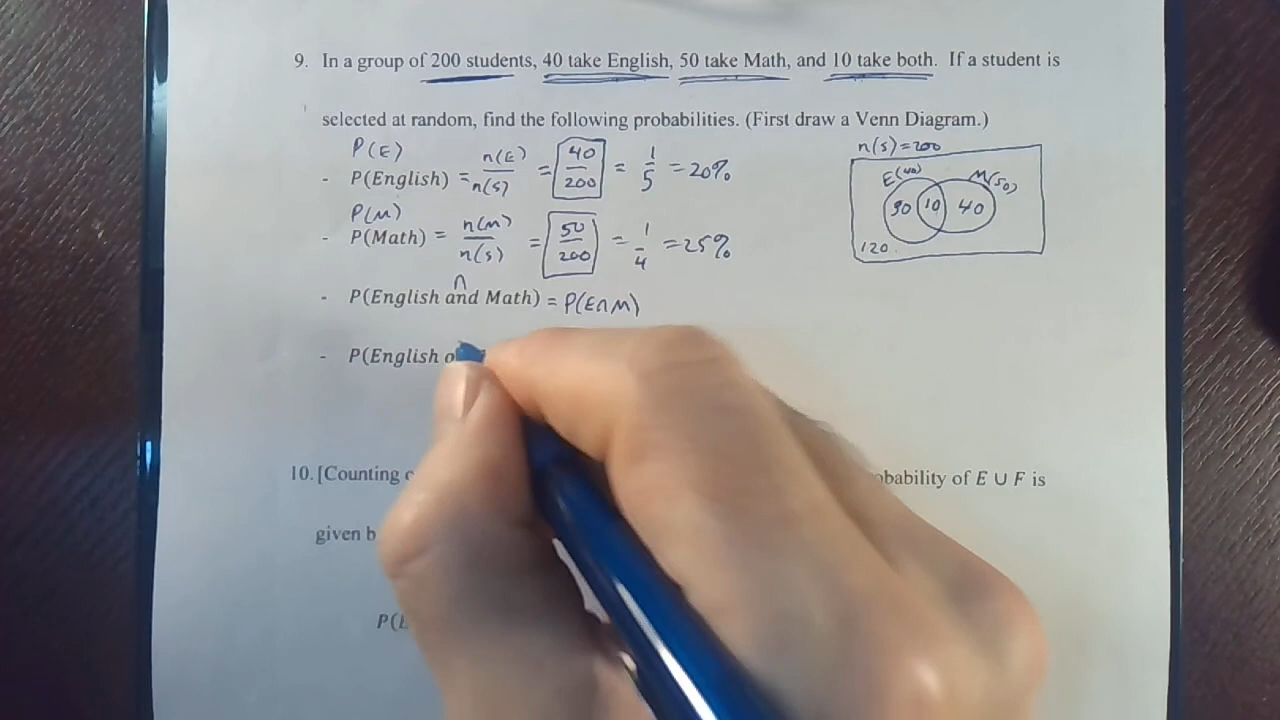 9. In a group of 200 students, 40 take English, 50 take Math, and 10 take both. If a student is
selected at random, find the following probabilities. (First draw a Venn Diagram.)
P(E)
- P(English) = n(E)/n(s) = 40/200 = 1/5 = 20%
P(M)
- P(Math) = n(M)/n(s) = 50/200 = 1/4 = 25%
∩
- P(English and Math) = P(E∩M)
- P(English o
n(s)=200
E(40) M(50)
30 10 40
120
10. [Counting obability of E ∪ F is
given b
P(E